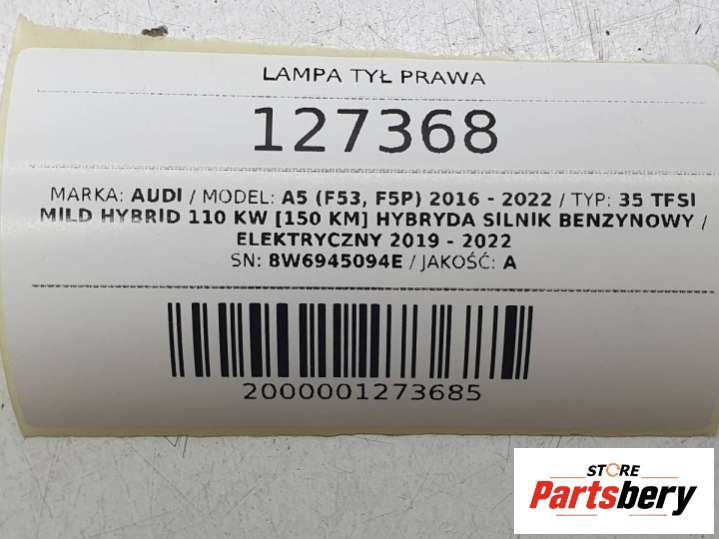 LAMPA TYŁ PRAWA
127368
MARKA: AUDI / MODEL: A5 (F53, F5P) 2016 - 2022 / TYP: 35 TFSI
MILD HYBRID 110 KW [150 KM] HYBRYDA SILNIK BENZYNOWY /
ELEKTRYCZNY 2019 - 2022
SN: 8W6945094E / JAKOŚĆ: A
2000001273685
STORE
Partsbery